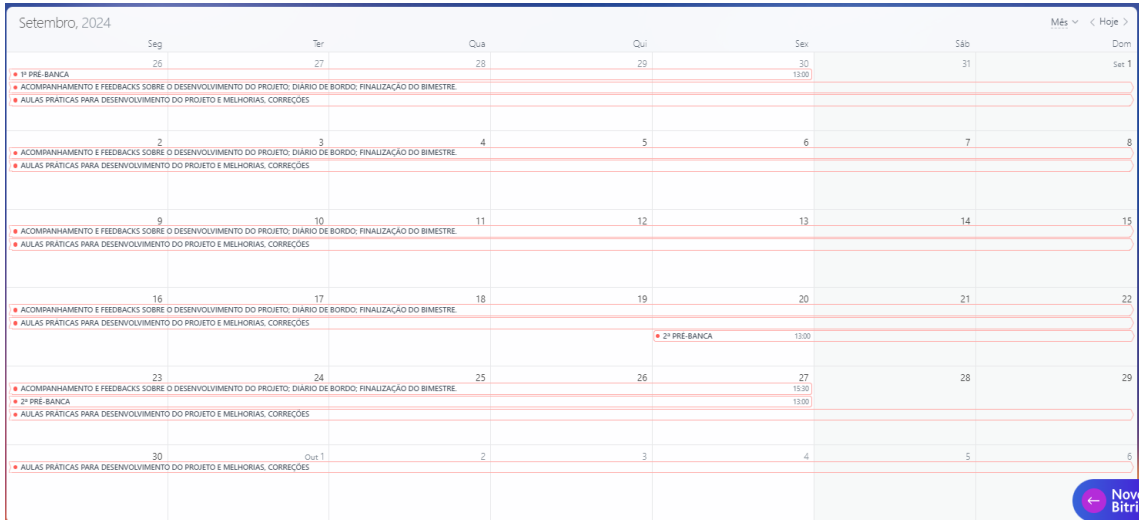 Setembro, 2024 Mês Hoje
Seg Ter Qua Qui Sex Sáb Dom
26 27 28 29 30 31 Set 1
1ª PRÉ-BANCA 13:00
ACOMPANHAMENTO E FEEDBACKS SOBRE O DESENVOLVIMENTO DO PROJETO; DIÁRIO DE BORDO; FINALIZAÇÃO DO BIMESTRE.
AULAS PRÁTICAS PARA DESENVOLVIMENTO DO PROJETO E MELHORIAS, CORREÇÕES
2 3 4 5 6 7 8
ACOMPANHAMENTO E FEEDBACKS SOBRE O DESENVOLVIMENTO DO PROJETO; DIÁRIO DE BORDO; FINALIZAÇÃO DO BIMESTRE.
AULAS PRÁTICAS PARA DESENVOLVIMENTO DO PROJETO E MELHORIAS, CORREÇÕES
9 10 11 12 13 14 15
ACOMPANHAMENTO E FEEDBACKS SOBRE O DESENVOLVIMENTO DO PROJETO; DIÁRIO DE BORDO; FINALIZAÇÃO DO BIMESTRE.
AULAS PRÁTICAS PARA DESENVOLVIMENTO DO PROJETO E MELHORIAS, CORREÇÕES
16 17 18 19 20 21 22
ACOMPANHAMENTO E FEEDBACKS SOBRE O DESENVOLVIMENTO DO PROJETO; DIÁRIO DE BORDO; FINALIZAÇÃO DO BIMESTRE.
AULAS PRÁTICAS PARA DESENVOLVIMENTO DO PROJETO E MELHORIAS, CORREÇÕES
2ª PRÉ-BANCA 13:00
23 24 25 26 27 28 29
ACOMPANHAMENTO E FEEDBACKS SOBRE O DESENVOLVIMENTO DO PROJETO; DIÁRIO DE BORDO; FINALIZAÇÃO DO BIMESTRE. 15:30
2ª PRÉ-BANCA 13:00
AULAS PRÁTICAS PARA DESENVOLVIMENTO DO PROJETO E MELHORIAS, CORREÇÕES
30 Out 1 2 3 4 5 6
AULAS PRÁTICAS PARA DESENVOLVIMENTO DO PROJETO E MELHORIAS, CORREÇÕES